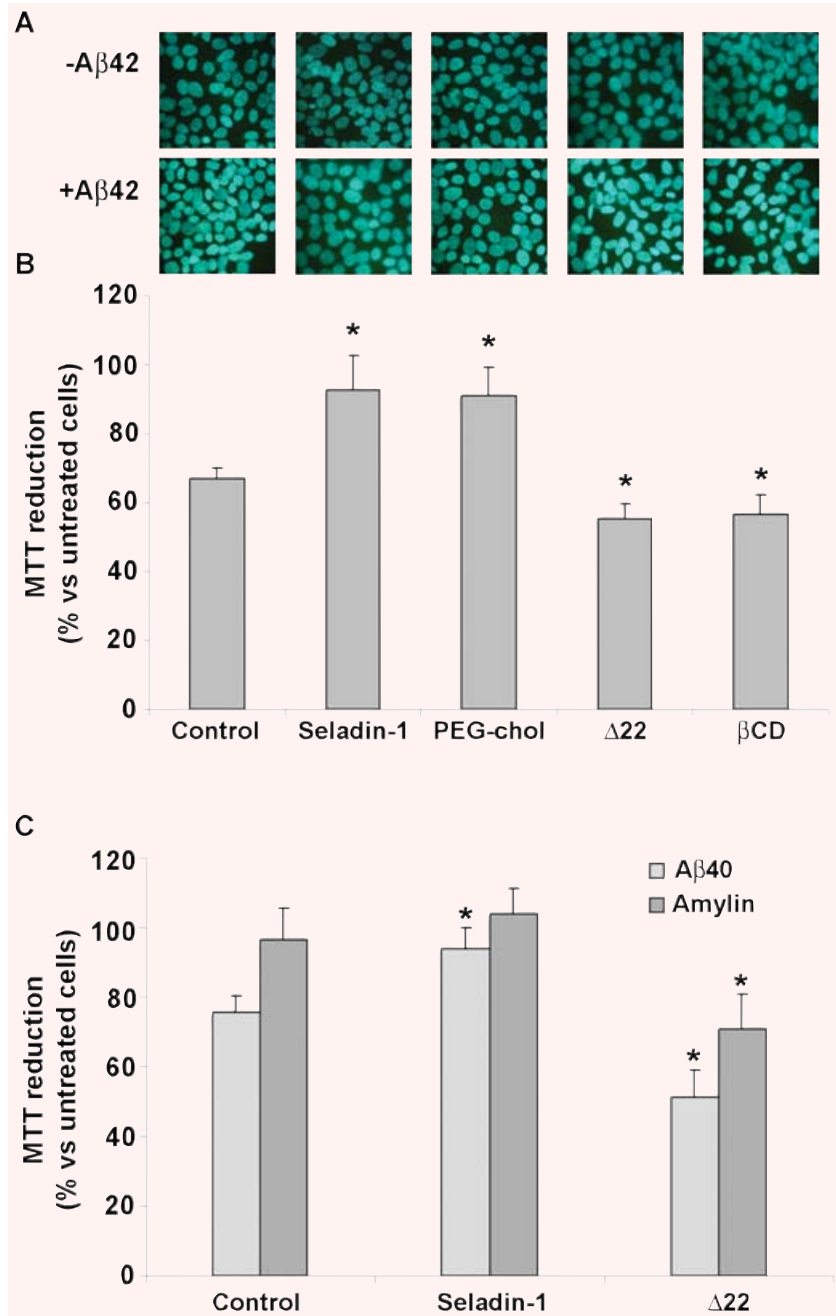 A
-Aβ42
+Aβ42
B
MTT reduction
(% vs untreated cells)
120
100
80
60
40
20
0
*
*
*
*
Control Seladin-1 PEG-chol Δ22 βCD
C
MTT reduction
(% vs untreated cells)
120
100
80
60
40
20
0
Aβ40
Amylin
*
*
*
Control Seladin-1 Δ22